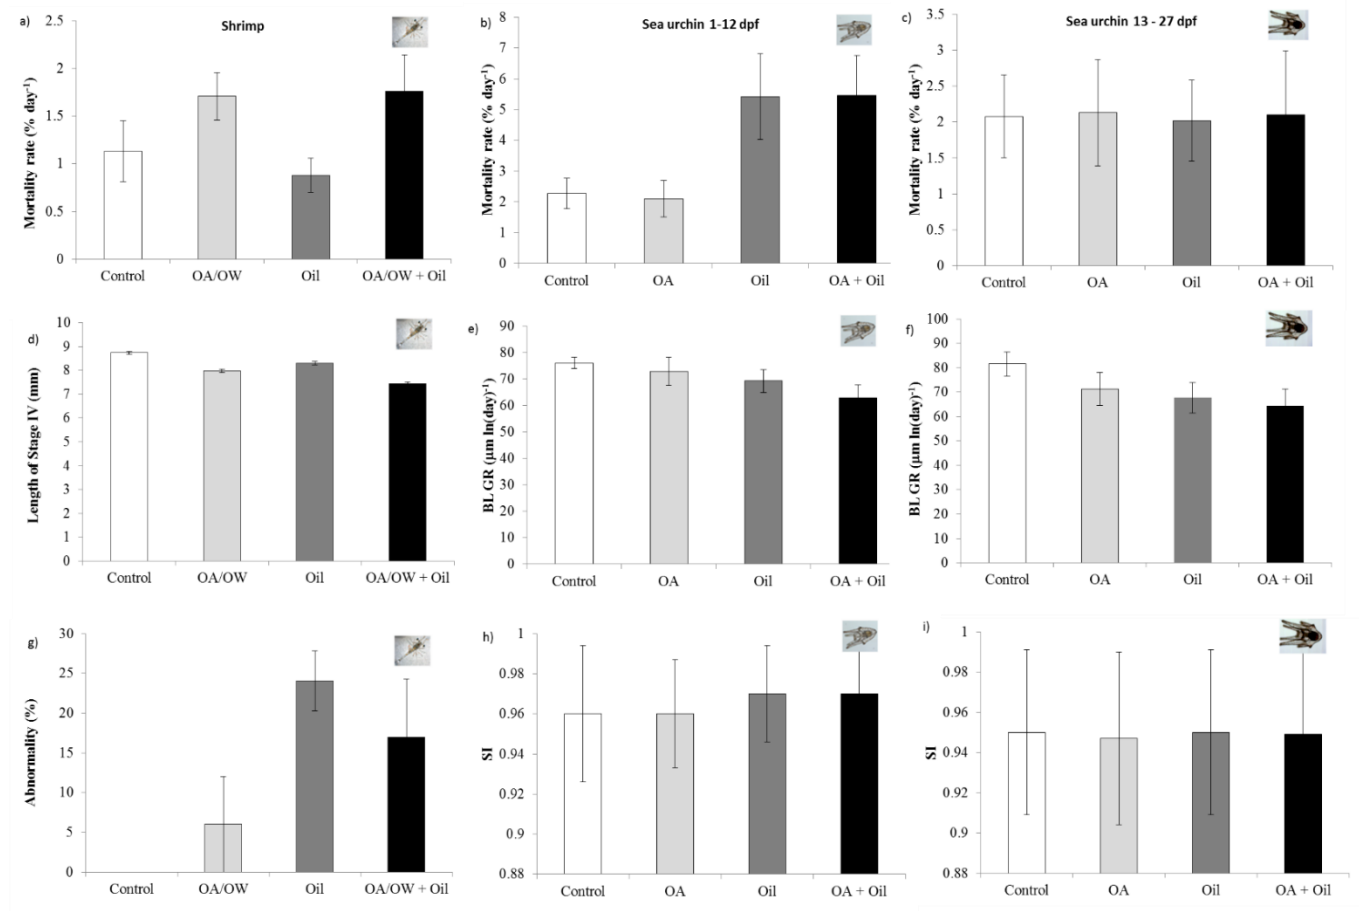 a)
Shrimp
Mortality rate (% day⁻¹)
2.5
2
1.5
1
0.5
0
Control OA/OW Oil OA/OW + Oil
b)
Sea urchin 1-12 dpf
Mortality rate (% day⁻¹)
8
7
6
5
4
3
2
1
0
Control OA Oil OA + Oil
c)
Sea urchin 13 - 27 dpf
Mortality rate (% day⁻¹)
3.5
3
2.5
2
1.5
1
0.5
0
Control OA Oil OA + Oil
d)
Length of Stage IV (mm)
10
9
8
7
6
5
4
3
2
1
0
Control OA/OW Oil OA/OW + Oil
e)
BL GR (µm ln(day)⁻¹)
90
80
70
60
50
40
30
20
10
0
Control OA Oil OA + Oil
f)
BL GR (µm ln(day)⁻¹)
100
90
80
70
60
50
40
30
20
10
0
Control OA Oil OA + Oil
g)
Abnormality (%)
30
25
20
15
10
5
0
Control OA/OW Oil OA/OW + Oil
h)
SI
1
0.98
0.96
0.94
0.92
0.9
0.88
Control OA Oil OA + Oil
i)
SI
1
0.98
0.96
0.94
0.92
0.9
0.88
Control OA Oil OA + Oil